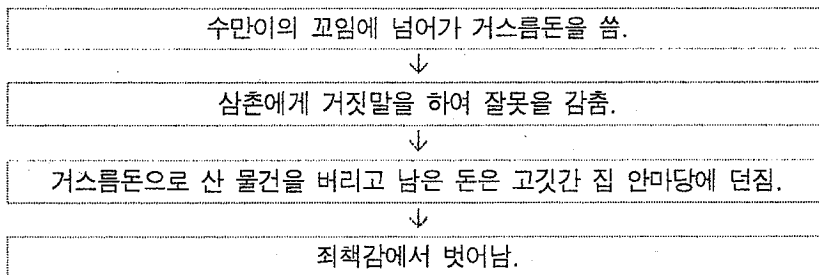 수만이의 꼬임에 넘어가 거스름돈을 씀.
↓
삼촌에게 거짓말을 하여 잘못을 감춤.
↓
거스름돈으로 산 물건을 버리고 남은 돈은 고깃간 집 안마당에 던짐.
↓
죄책감에서 벗어남.